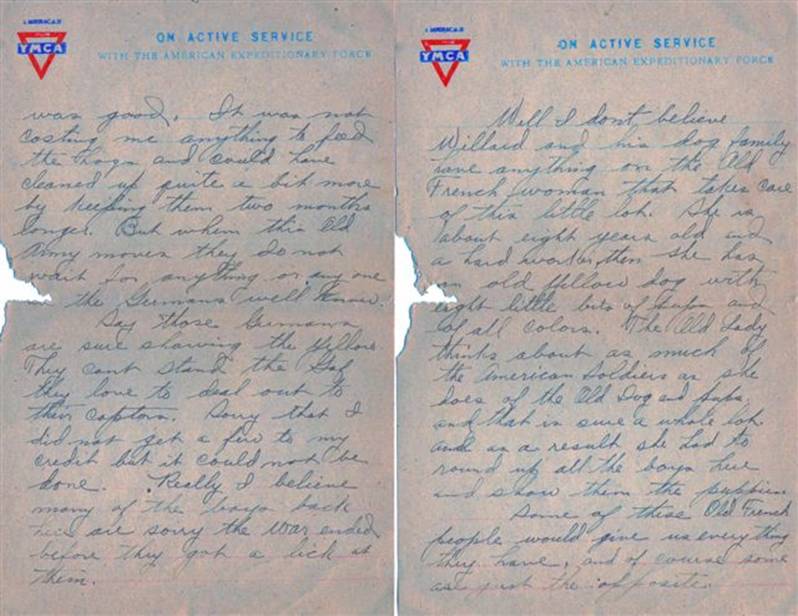 AMERICAN
YMCA
ON ACTIVE SERVICE
WITH THE AMERICAN EXPEDITIONARY FORCE
was good. It was not
costing me anything to feed
the hogs and could have
cleaned up quite a bit more
by keeping them two months
longer. But when this Old
Army moves they do not
wait for anything or any one
the Germans well know.
Say those Germans
are sure showing the yellow
They cant stand the
they love to deal out to
their captors. Sorry that I
did not get a few to my
credit but it could not be
done. Really I believe
many of the boys back
here are sorry the War ended
before they got a lick at
them.
AMERICAN
YMCA
ON ACTIVE SERVICE
WITH THE AMERICAN EXPEDITIONARY FORCE
Well I dont believe
Willard and his dog family
have anything on the Old
French woman that takes care
of this little lot. She is
about eight years old and
a hard worker, then she has
an old yellow dog with
eight little bits of pups and
of all colors. The Old Lady
thinks about as much of
the American Soldiers as she
does of the Old Dog and pups.
and that is sure a whole lot.
and as a result she had to
round up all the boys here
and show them the puppies
Some of these Old French
people would give us everything
they have, and of course some
are just the opposite.